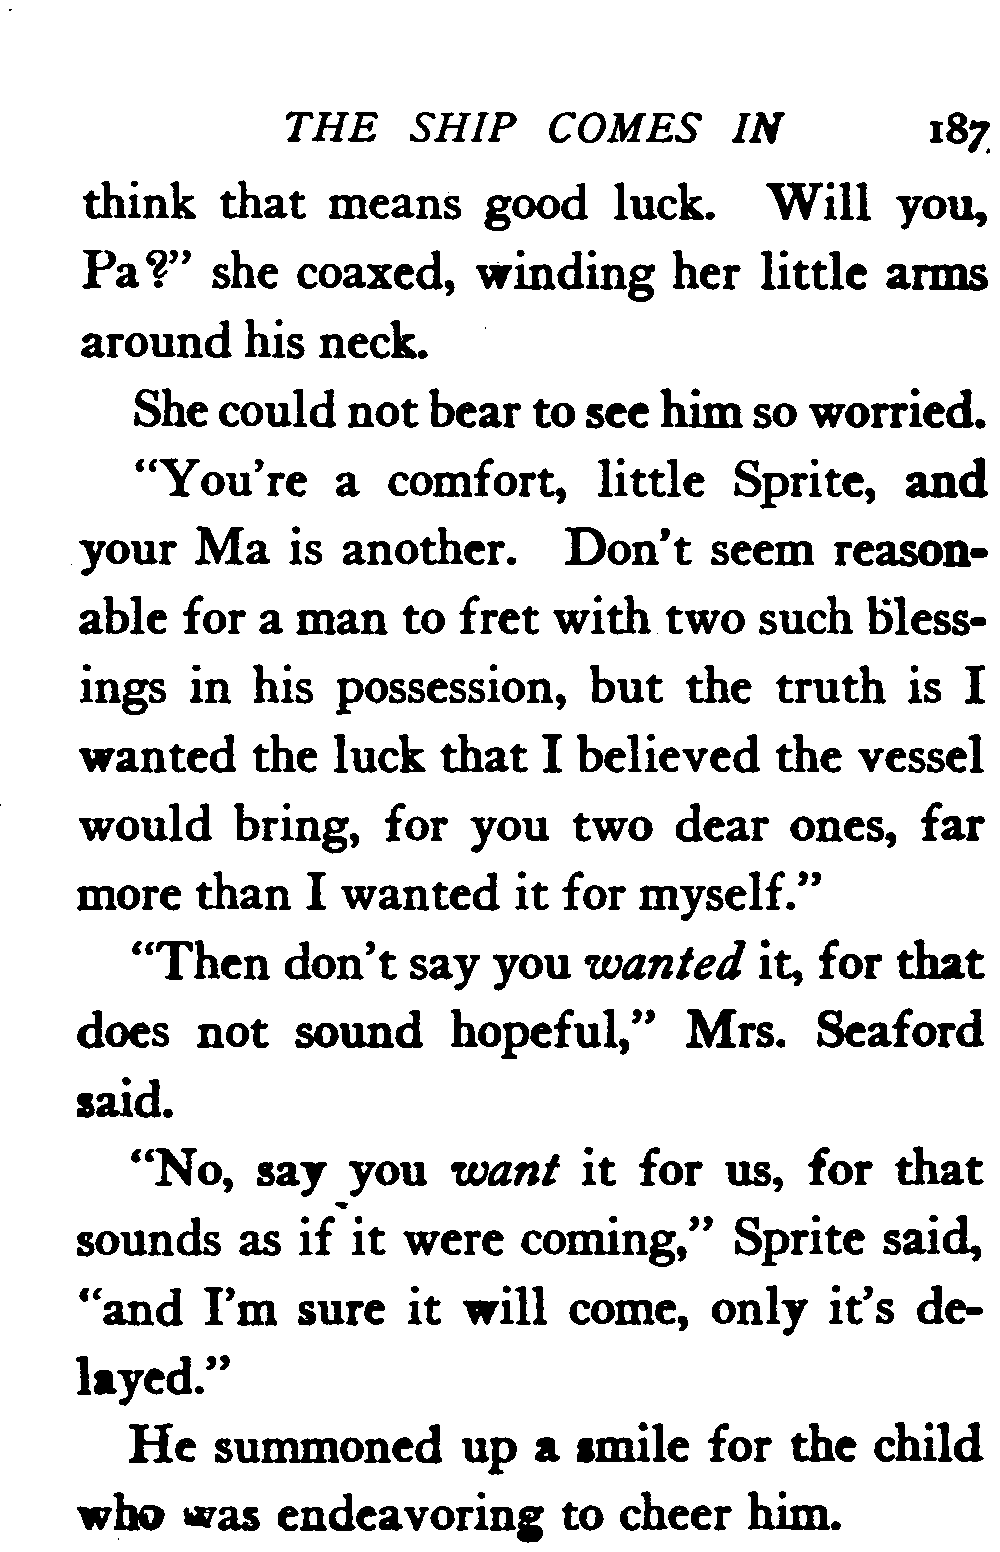 THE SHIP COMES IN 187
think that means good luck. Will you,
Pa?" she coaxed, winding her little arms
around his neck.
She could not bear to see him so worried.
"You're a comfort, little Sprite, and
your Ma is another. Don't seem reason-
able for a man to fret with two such bless-
ings in his possession, but the truth is I
wanted the luck that I believed the vessel
would bring, for you two dear ones, far
more than I wanted it for myself."
"Then don't say you wanted it, for that
does not sound hopeful," Mrs. Seaford
said.
"No, say you want it for us, for that
sounds as if it were coming," Sprite said,
"and I'm sure it will come, only it's de-
layed."
He summoned up a smile for the child
who was endeavoring to cheer him.